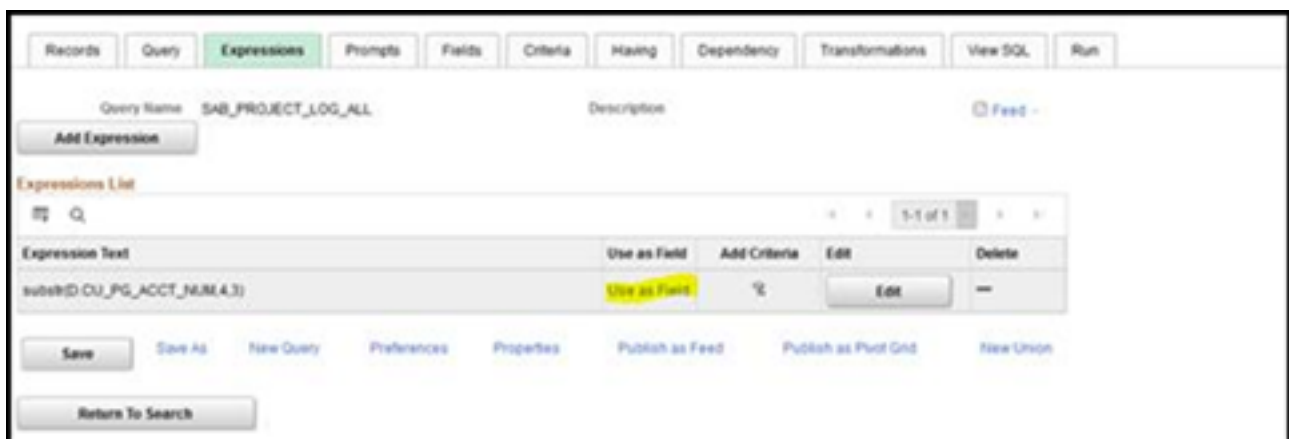 Records Query Expressions Prompts Fields Criteria Having Dependency Transformations View SQL Run
Query Name SAB_PROJECT_LOG_ALL Description Feed
Add Expression
Expressions List
1-1 of 1
Expression Text Use as Field Add Criteria Edit Delete
substr(D.CU_PG_ACCT_NUM,4,3) Use as Field Edit
Save Save As New Query Preferences Properties Publish as Feed Publish as Pivot Grid New Union
Return To Search